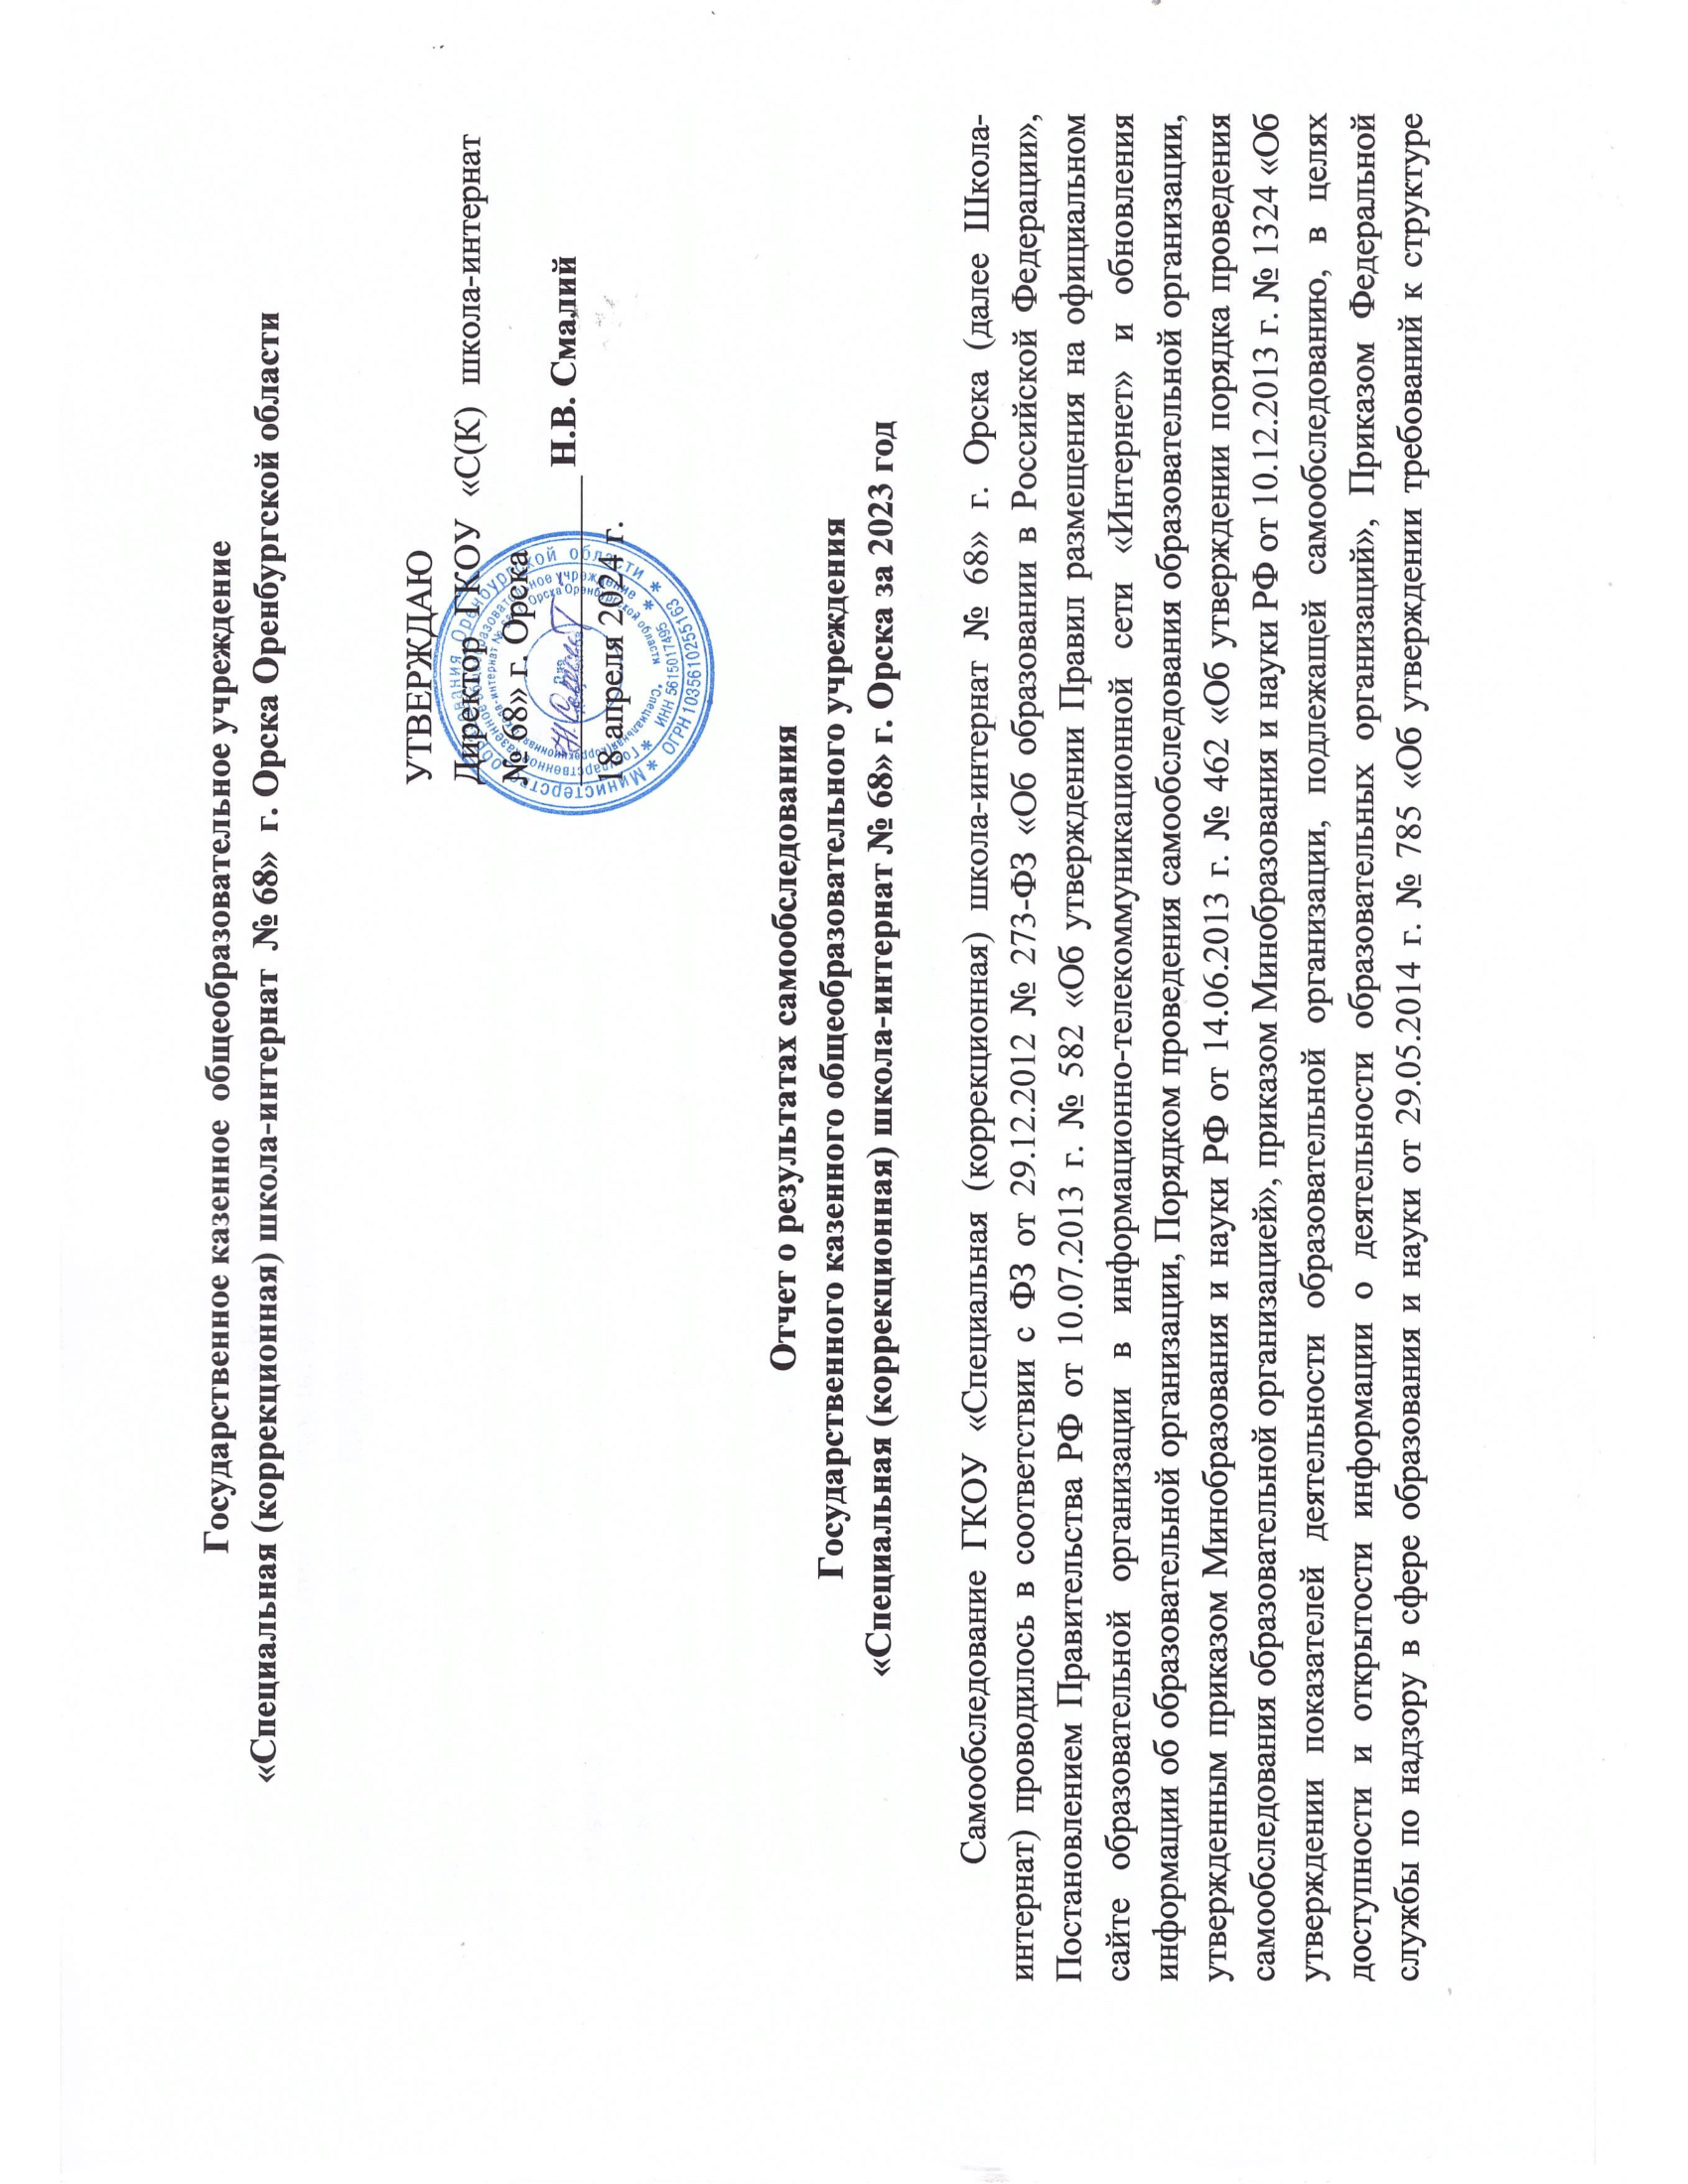 Государственное казенное общеобразовательное учреждение
«Специальная (коррекционная) школа-интернат № 68» г. Орска Оренбургской области
УТВЕРЖДАЮ
Директор ГКОУ «С(К) школа-интернат
№ 68» г. Орска
Н.В. Смалий
18 апреля 2024 г.
ИНН 5615017495
ОГРН 1035610255163
Отчет о результатах самообследования
Государственного казенного общеобразовательного учреждения
«Специальная (коррекционная) школа-интернат № 68» г. Орска за 2023 год
Самообследование ГКОУ «Специальная (коррекционная) школа-интернат № 68» г. Орска (далее Школа-
интернат) проводилось в соответствии с ФЗ от 29.12.2012 № 273-ФЗ «Об образовании в Российской Федерации»,
Постановлением Правительства РФ от 10.07.2013 г. № 582 «Об утверждении Правил размещения на официальном
сайте образовательной организации в информационно-телекоммуникационной сети «Интернет» и обновления
информации об образовательной организации, Порядком проведения самообследования образовательной организации,
утвержденным приказом Минобразования и науки РФ от 14.06.2013 г. № 462 «Об утверждении порядка проведения
самообследования образовательной организацией», приказом Минобразования и науки РФ от 10.12.2013 г. № 1324 «Об
утверждении показателей деятельности образовательной организации, подлежащей самообследованию, в целях
доступности и открытости информации о деятельности образовательных организаций», Приказом Федеральной
службы по надзору в сфере образования и науки от 29.05.2014 г. № 785 «Об утверждении требований к структуре